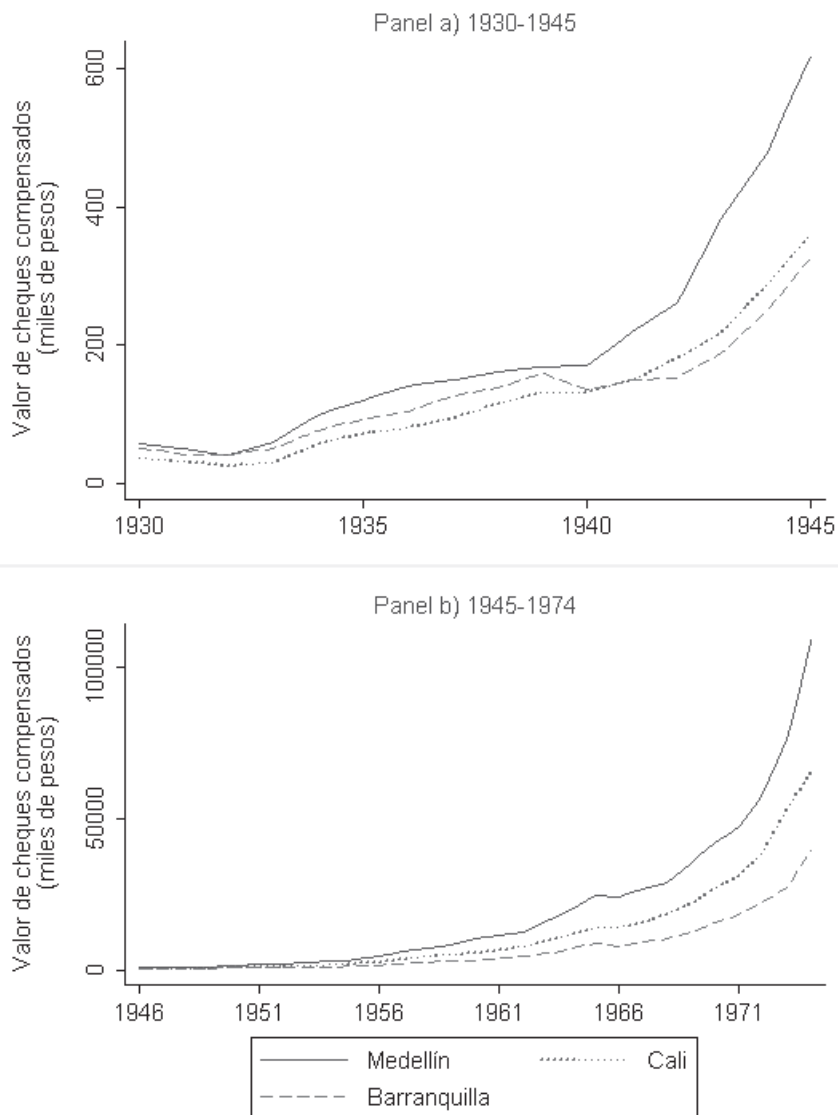 Panel a) 1930-1945
Valor de cheques compensados
(miles de pesos)
600
400
200
0
1930 1935 1940 1945
Panel b) 1945-1974
Valor de cheques compensados
(miles de pesos)
100000
50000
0
1946 1951 1956 1961 1966 1971
Medellín Cali
Barranquilla